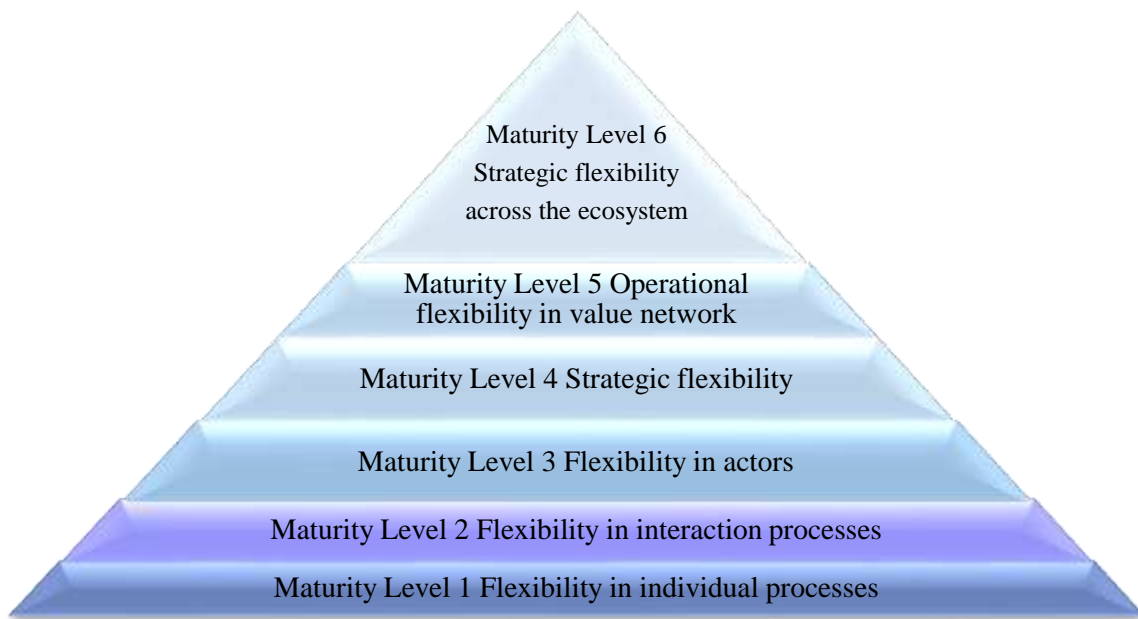 Maturity Level 6
Strategic flexibility
across the ecosystem
Maturity Level 5 Operational
flexibility in value network
Maturity Level 4 Strategic flexibility
Maturity Level 3 Flexibility in actors
Maturity Level 2 Flexibility in interaction processes
Maturity Level 1 Flexibility in individual processes